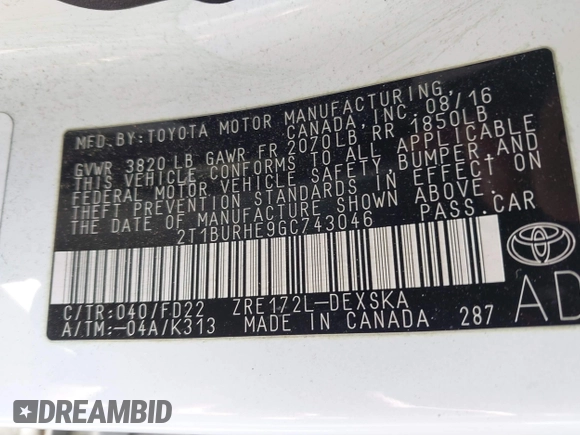 MFD. BY: TOYOTA MOTOR MANUFACTURING,
CANADA, INC. 08/16
GVWR 3820 LB GAWR FR 2070LB RR 1850LB
THIS VEHICLE CONFORMS TO ALL APPLICABLE
FEDERAL MOTOR VEHICLE SAFETY, BUMPER, AND
THEFT PREVENTION STANDARDS IN EFFECT ON
THE DATE OF MANUFACTURE SHOWN ABOVE.
2T1BURHE9GC743046 PASS. CAR
C/TR: 040/FD22 ZRE172L-DEXSKA
A/TM: -04A/K313 MADE IN CANADA 287
AD
DREAMBID